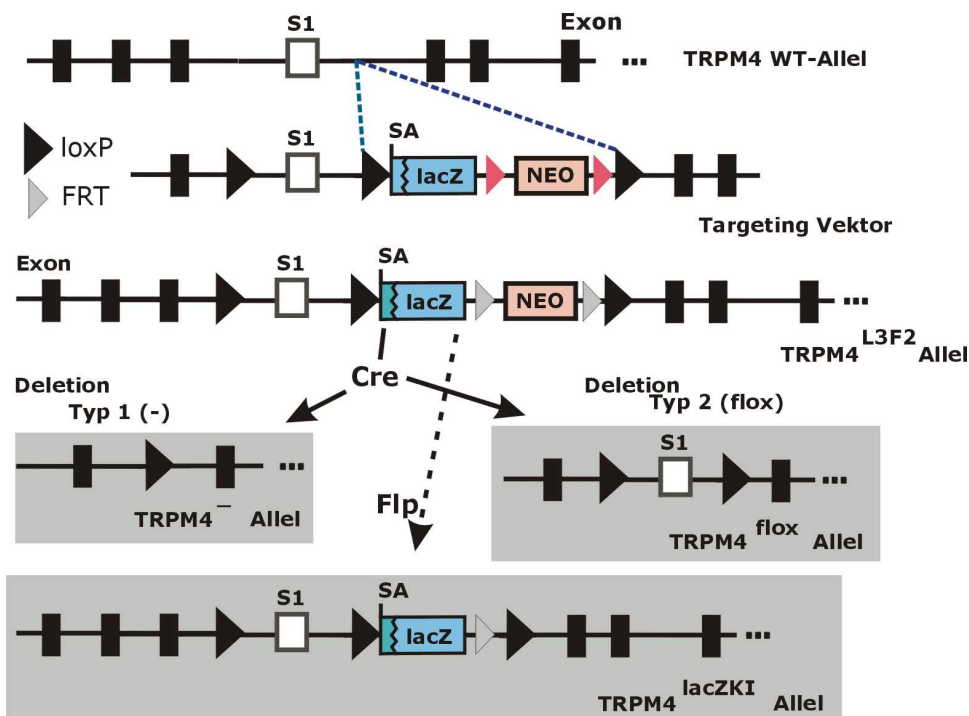 S1
Exon
... TRPM4 WT-Allel
loxP
FRT
S1
SA
lacZ
NEO
Targeting Vektor
Exon
S1
SA
lacZ
NEO
...
TRPM4 L3F2 Allel
Cre
Deletion
Typ 1 (-)
...
TRPM4 – Allel
Deletion
Typ 2 (flox)
S1
...
TRPM4 flox Allel
Flp
S1
SA
lacZ
...
TRPM4 lacZKI Allel